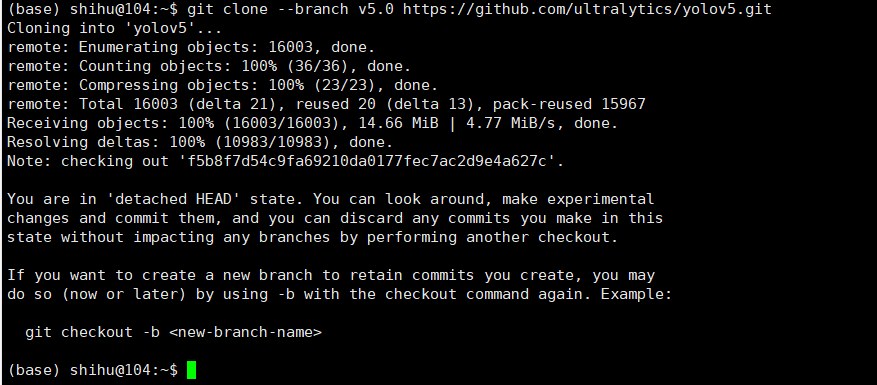 (base) shihu@104:~$ git clone --branch v5.0 https://github.com/ultralytics/yolov5.git
Cloning into 'yolov5'...
remote: Enumerating objects: 16003, done.
remote: Counting objects: 100% (36/36), done.
remote: Compressing objects: 100% (23/23), done.
remote: Total 16003 (delta 21), reused 20 (delta 13), pack-reused 15967
Receiving objects: 100% (16003/16003), 14.66 MiB | 4.77 MiB/s, done.
Resolving deltas: 100% (10983/10983), done.
Note: checking out 'f5b8f7d54c9fa69210da0177fec7ac2d9e4a627c'.

You are in 'detached HEAD' state. You can look around, make experimental
changes and commit them, and you can discard any commits you make in this
state without impacting any branches by performing another checkout.

If you want to create a new branch to retain commits you create, you may
do so (now or later) by using -b with the checkout command again. Example:

  git checkout -b <new-branch-name>

(base) shihu@104:~$